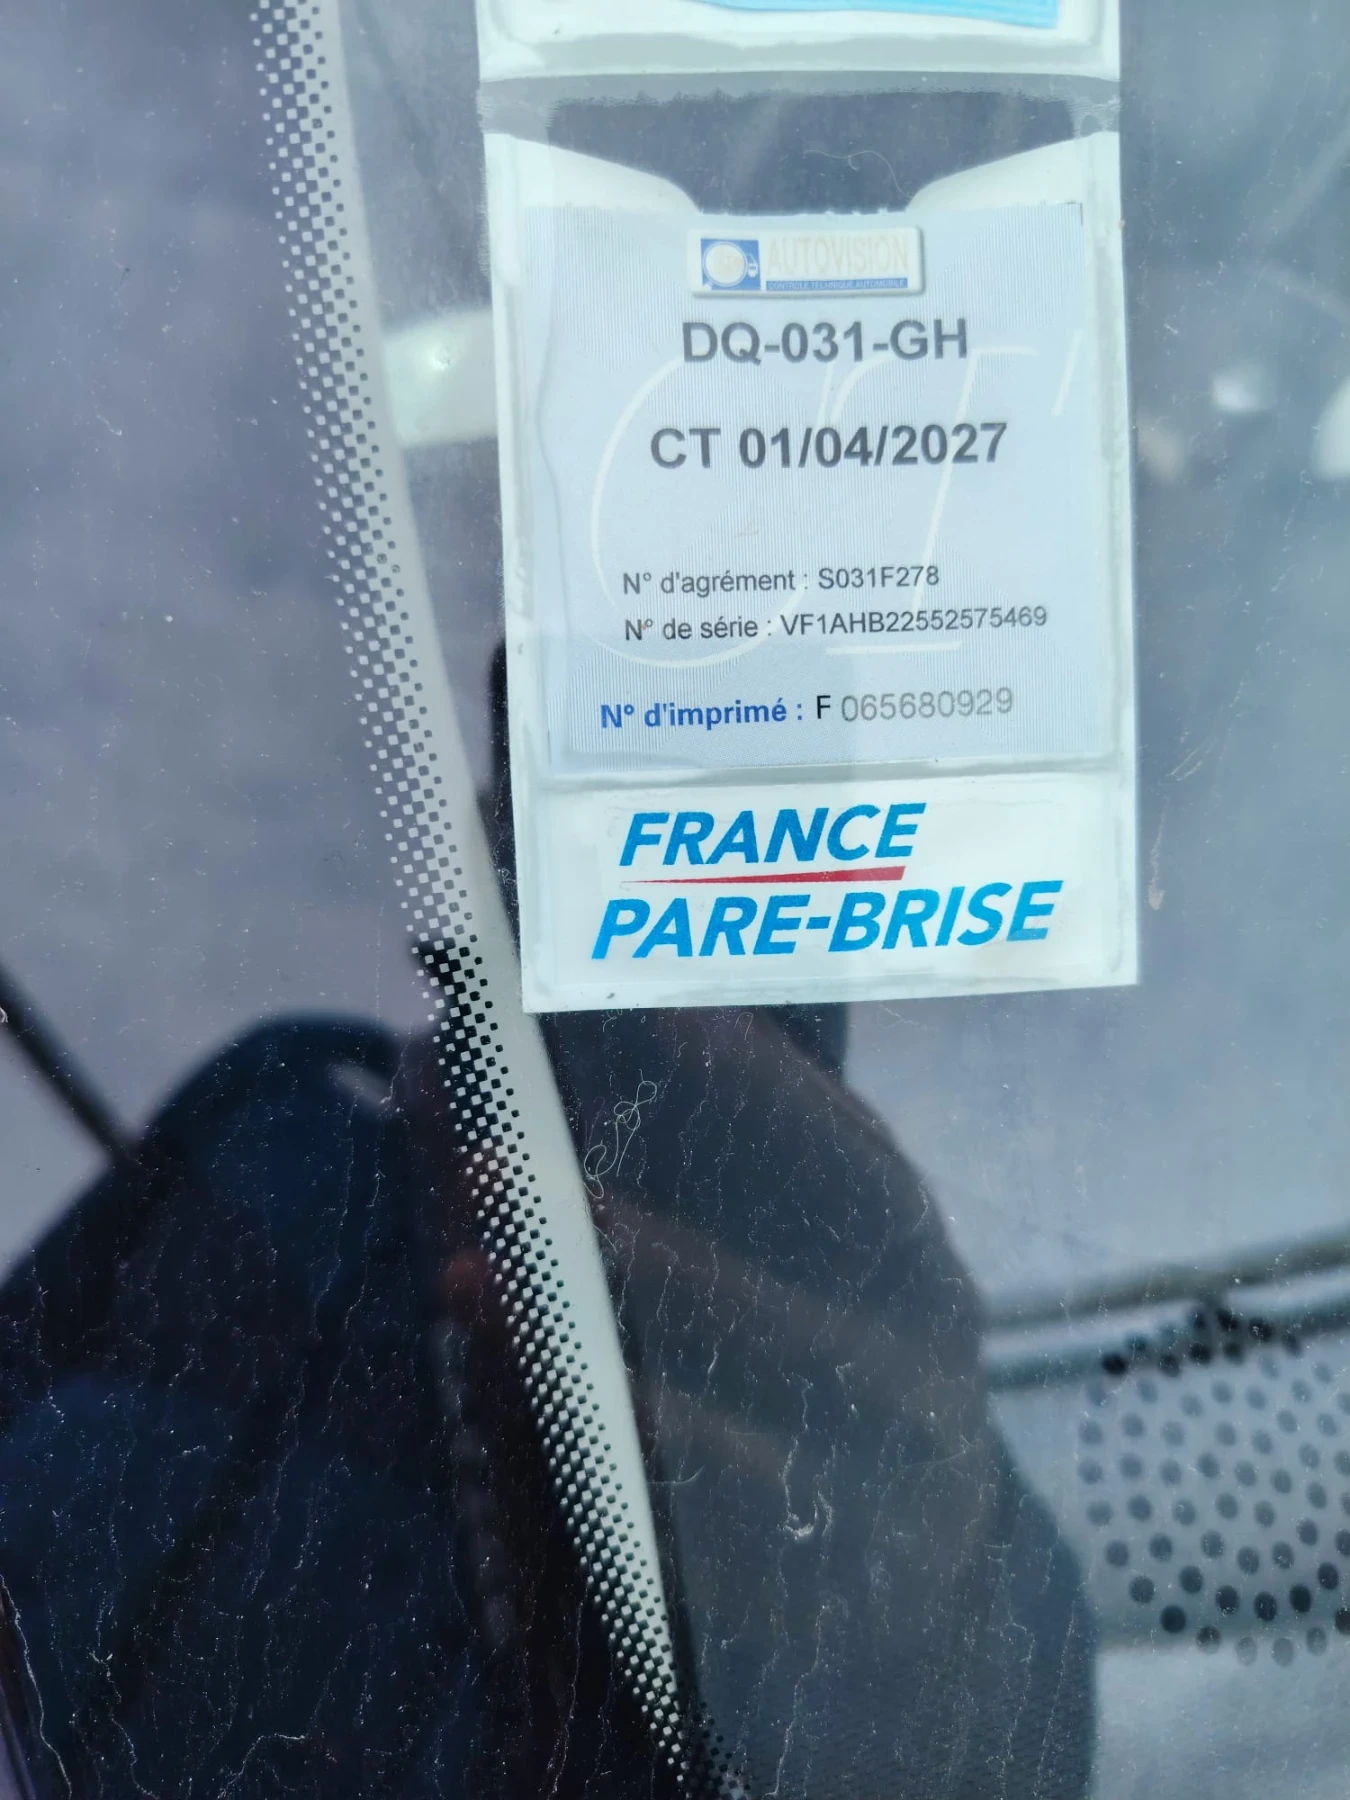 AUTOVISION
CONTROLE TECHNIQUE AUTOMOBILE
DQ-031-GH
CT 01/04/2027
N° d'agrément : S031F278
N° de série : VF1AHB22552575469
N° d'imprimé : F 065680929
FRANCE
PARE-BRISE